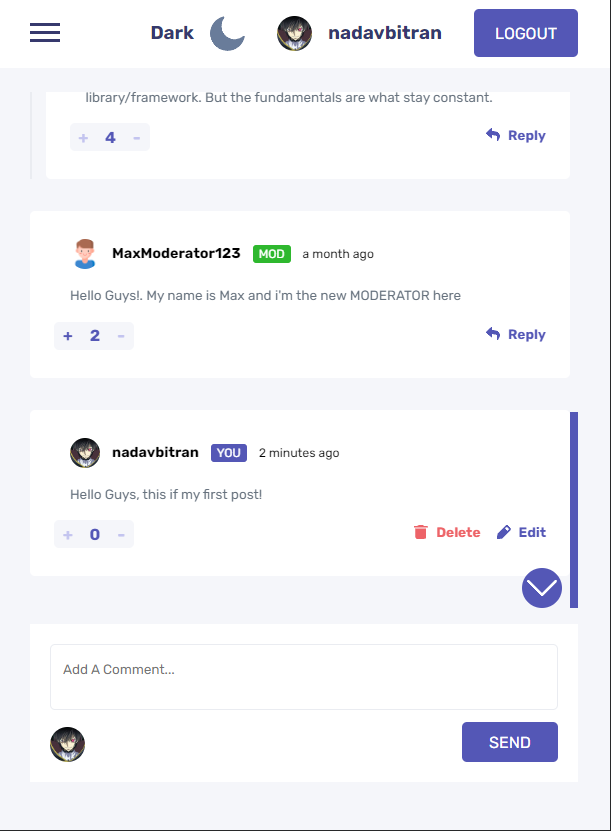 Dark nadavbitran LOGOUT
library/framework. But the fundamentals are what stay constant.
+ 4 - Reply
MaxModerator123 MOD a month ago
Hello Guys!. My name is Max and i'm the new MODERATOR here
+ 2 - Reply
nadavbitran YOU 2 minutes ago
Hello Guys, this if my first post!
+ 0 - Delete Edit
Add A Comment...
SEND